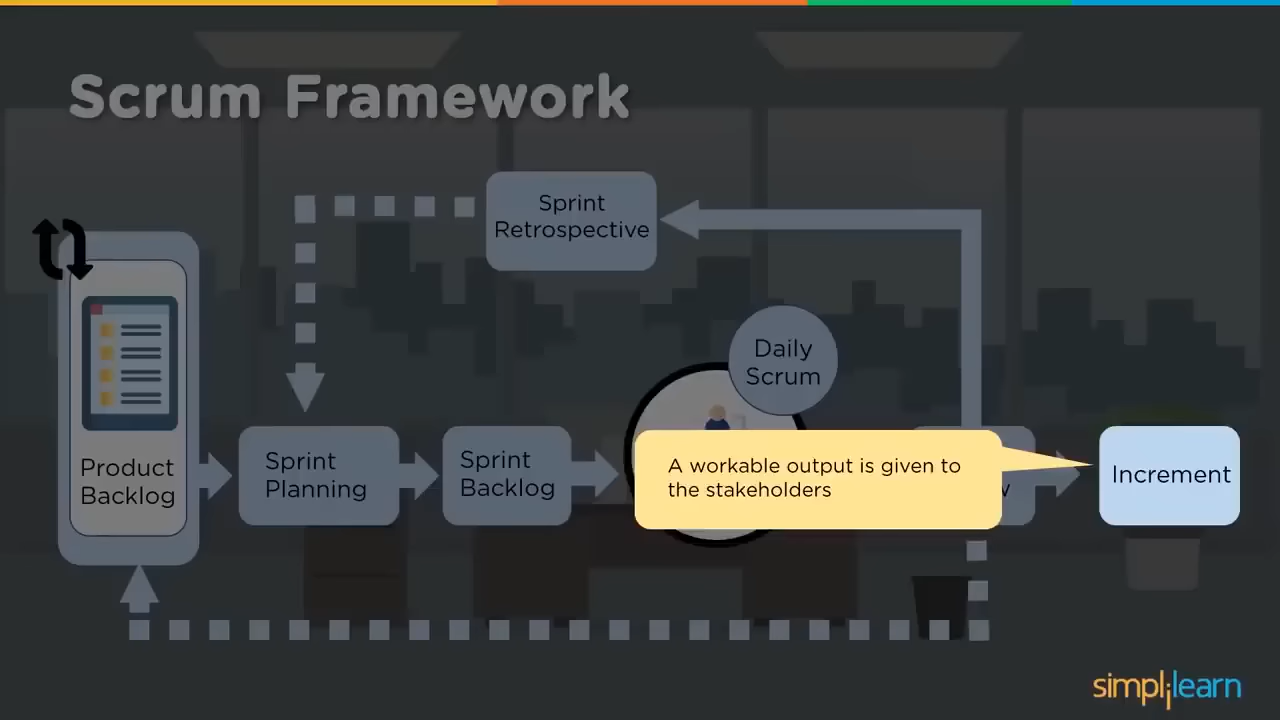 Scrum Framework
Sprint
Retrospective
Daily
Scrum
Product
Backlog
Sprint
Planning
Sprint
Backlog
A workable output is given to
the stakeholders
Increment
simplilearn